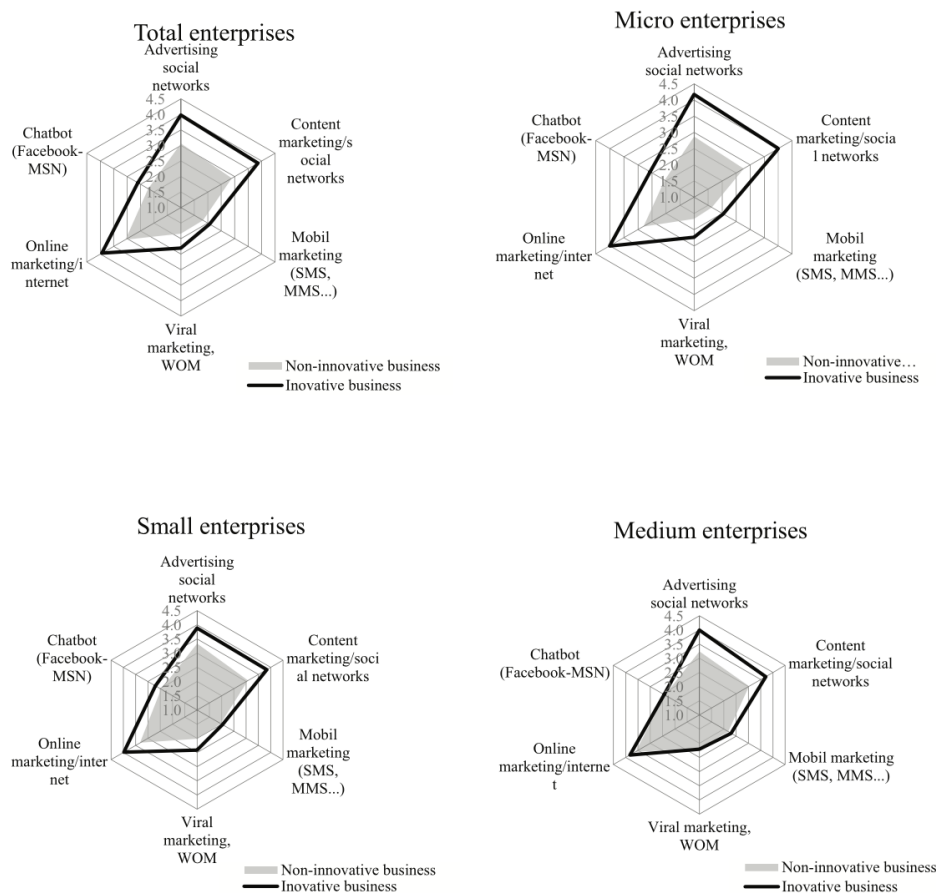 Total enterprises
Advertising
social
networks
4.5
4.0
3.5
3.0
2.5
2.0
1.5
1.0
Content
marketing/s
ocial networks
Mobil
marketing
(SMS,
MMS...)
Viral
marketing,
WOM
Online
marketing/i
nternet
Chatbot
(Facebook-
MSN)
Non-innovative business
Inovative business
Micro enterprises
Advertising
social networks
4.5
4.0
3.5
3.0
2.5
2.0
1.5
1.0
Content
marketing/socia
l networks
Mobil
marketing
(SMS, MMS...)
Viral
marketing,
WOM
Online
marketing/inter
net
Chatbot
(Facebook-
MSN)
Non-innovative…
Inovative business
Small enterprises
Advertising
social
networks
4.5
4.0
3.5
3.0
2.5
2.0
1.5
1.0
Content
marketing/soci
al networks
Mobil
marketing
(SMS,
MMS...)
Viral
marketing,
WOM
Online
marketing/inter
net
Chatbot
(Facebook-
MSN)
Non-innovative business
Inovative business
Medium enterprises
Advertising
social networks
4.5
4.0
3.5
3.0
2.5
2.0
1.5
1.0
Content
marketing/social
networks
Mobil marketing
(SMS, MMS...)
Viral marketing,
WOM
Online
marketing/interne
t
Chatbot
(Facebook-MSN)
Non-innovative business
Inovative business